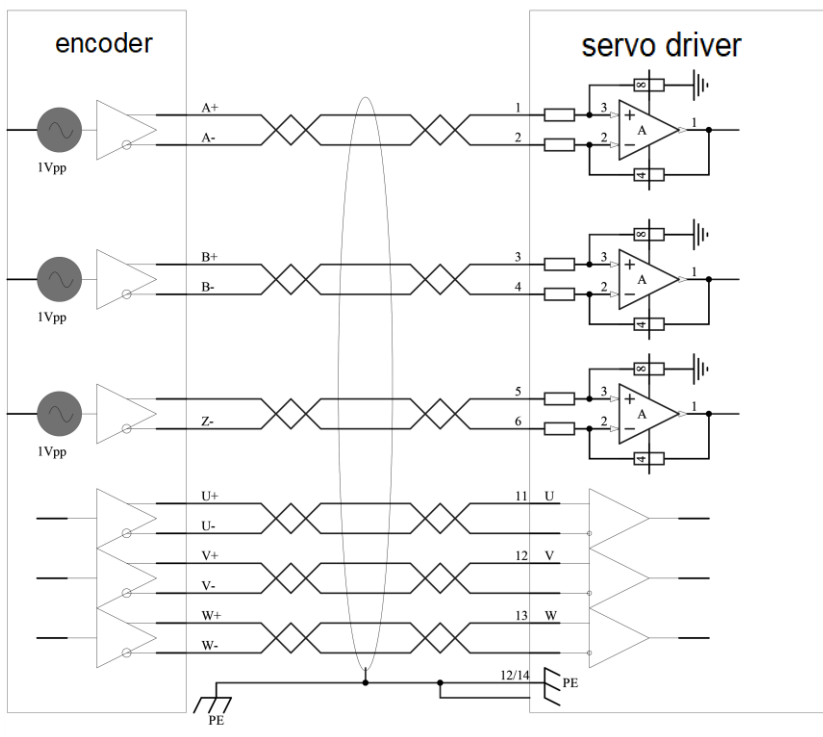 encoder
servo driver
8
A+ 1 3 +
1Vpp A 1
A- 2 2 −
4
8
B+ 3 3 +
1Vpp A 1
B- 4 2 −
4
8
5 3 +
1Vpp A 1
Z- 6 2 −
4
U+ 11 U
U-
V+ 12 V
V-
W+ 13 W
W-
12/14 PE
PE